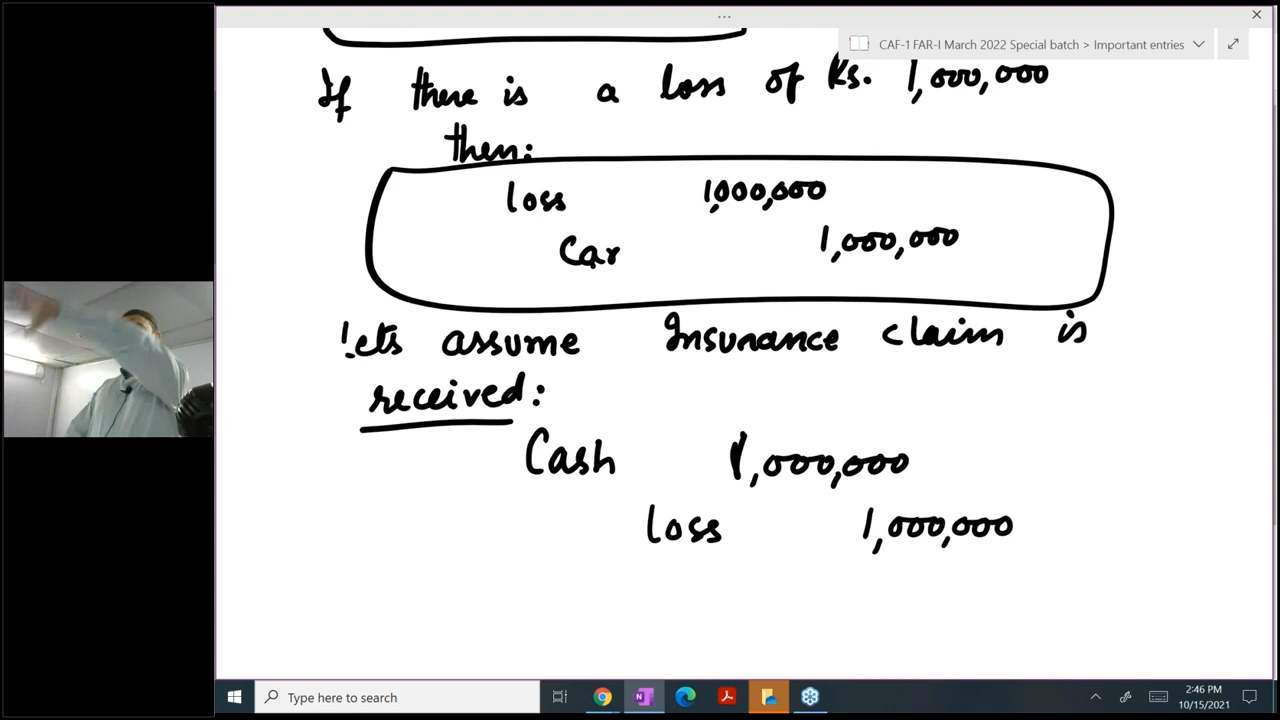 CAF-1 FAR-I March 2022 Special batch > Important entries
If there is a loss of Rs. 1,000,000
then:
loss 1,000,000
Car 1,000,000
Lets assume Insurance claim is
received:
Cash 1,000,000
loss 1,000,000
Type here to search
2:46 PM
10/15/2021